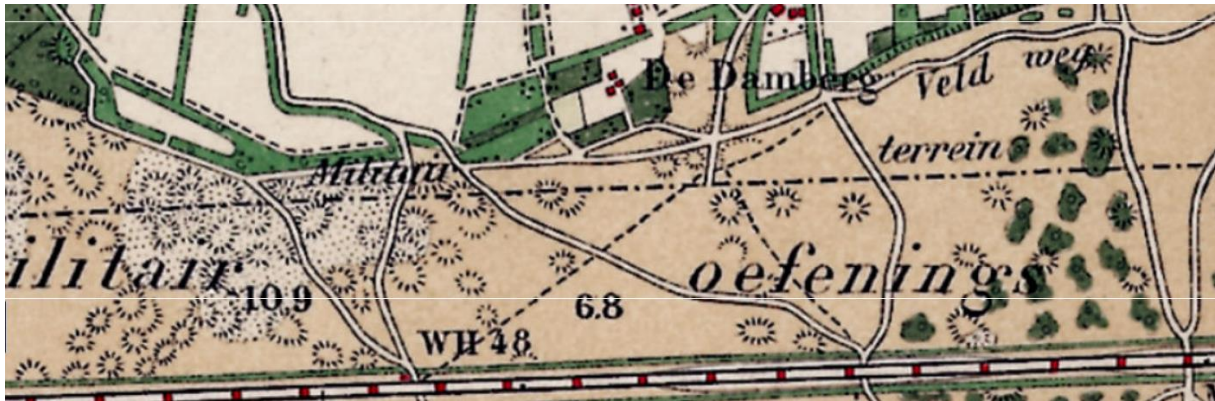 De Damberg
Veld weg
terrein
Militair
ilitair oefenings
10.9
6.8
WH 48